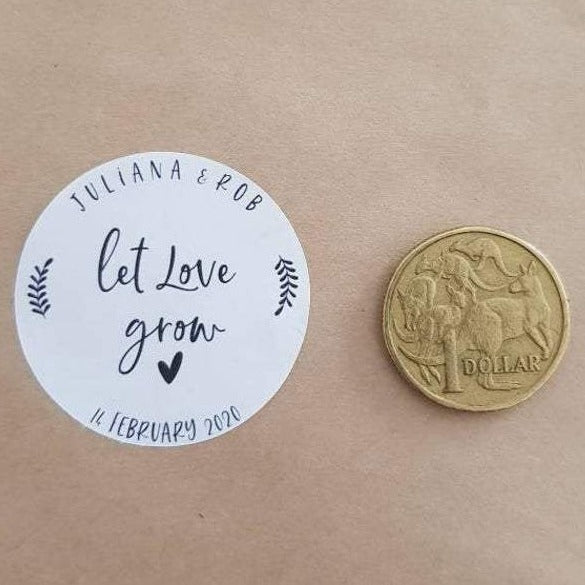 JULIANA & ROB
let Love
grow
14 FEBRUARY 2020
1
DOLLAR